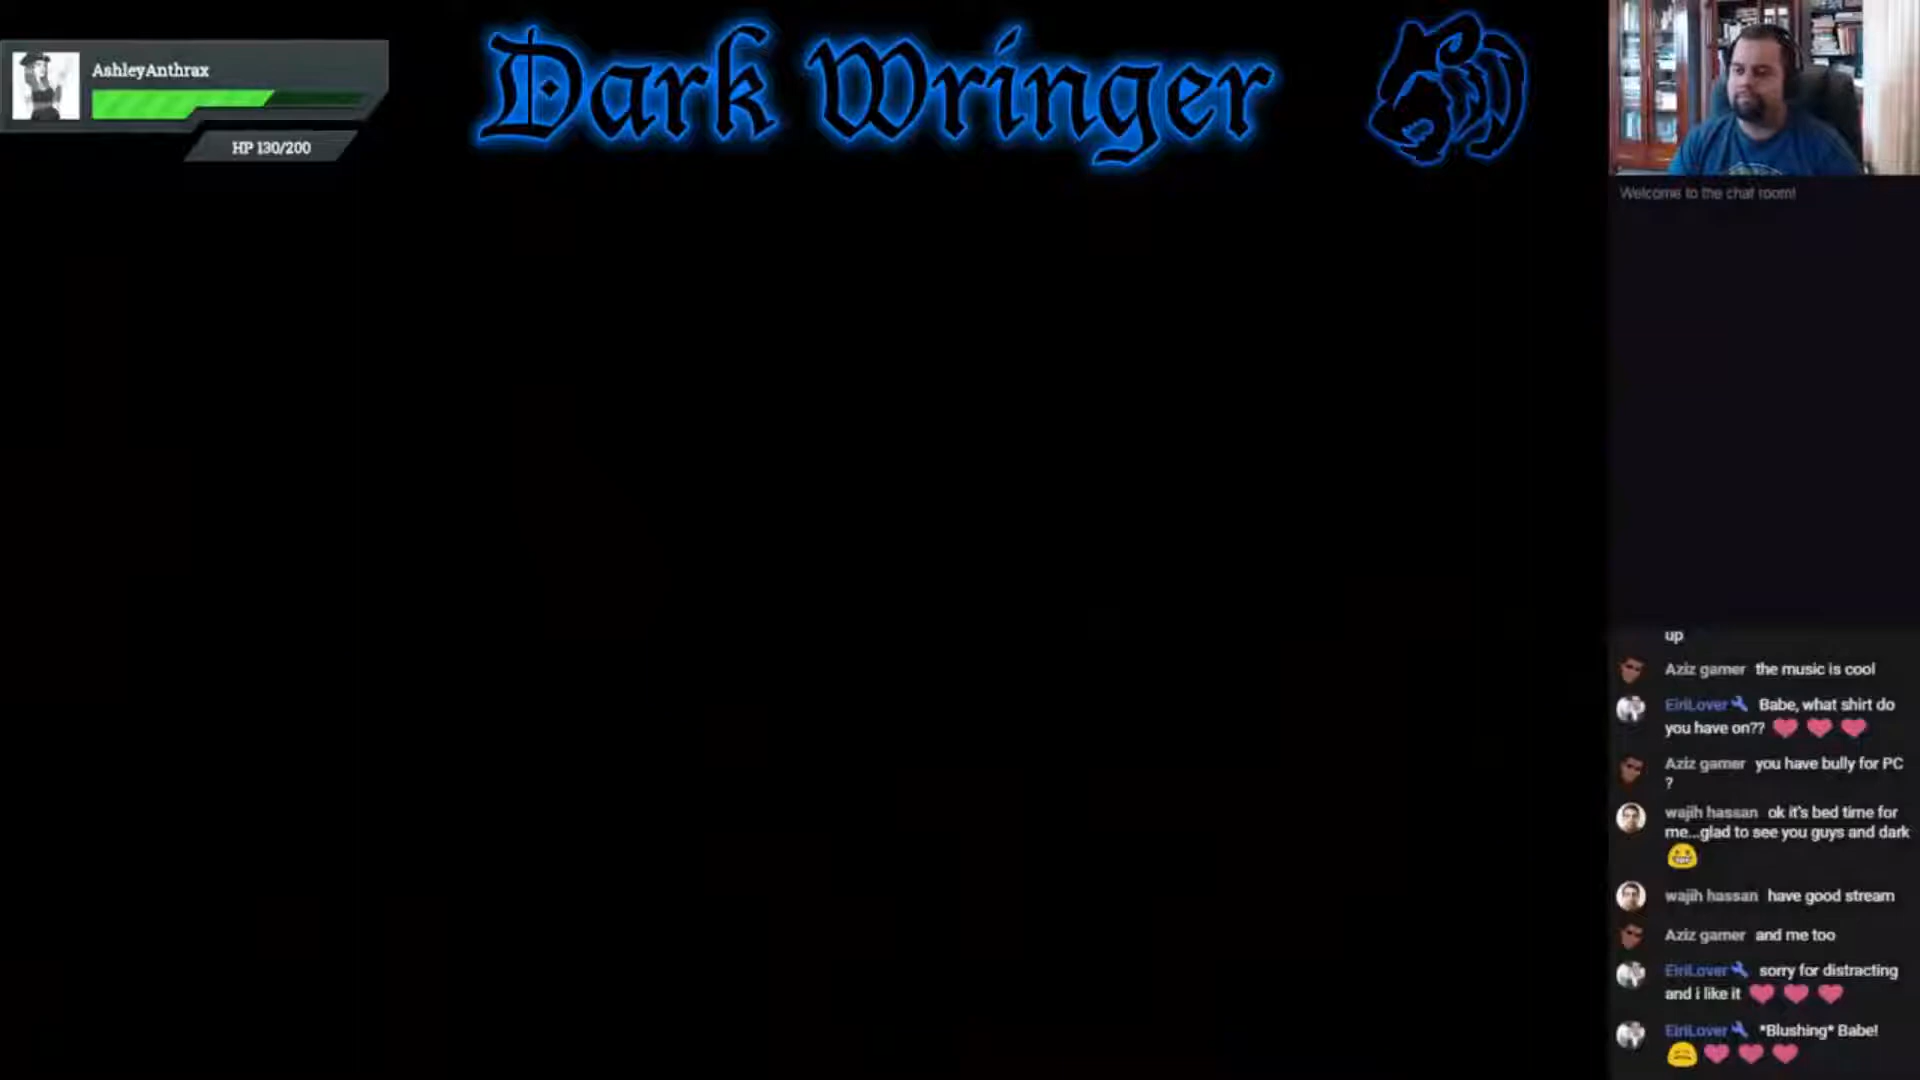 AshleyAnthrax
HP 130/200
Dark Wringer
Welcome to the chat room!
up
Aziz gamer the music is cool
EiriLover Babe, what shirt do
you have on??
Aziz gamer you have bully for PC
?
wajih hassan ok it's bed time for
me...glad to see you guys and dark
wajih hassan have good stream
Aziz gamer and me too
EiriLover sorry for distracting
and i like it
EiriLover *Blushing* Babe!